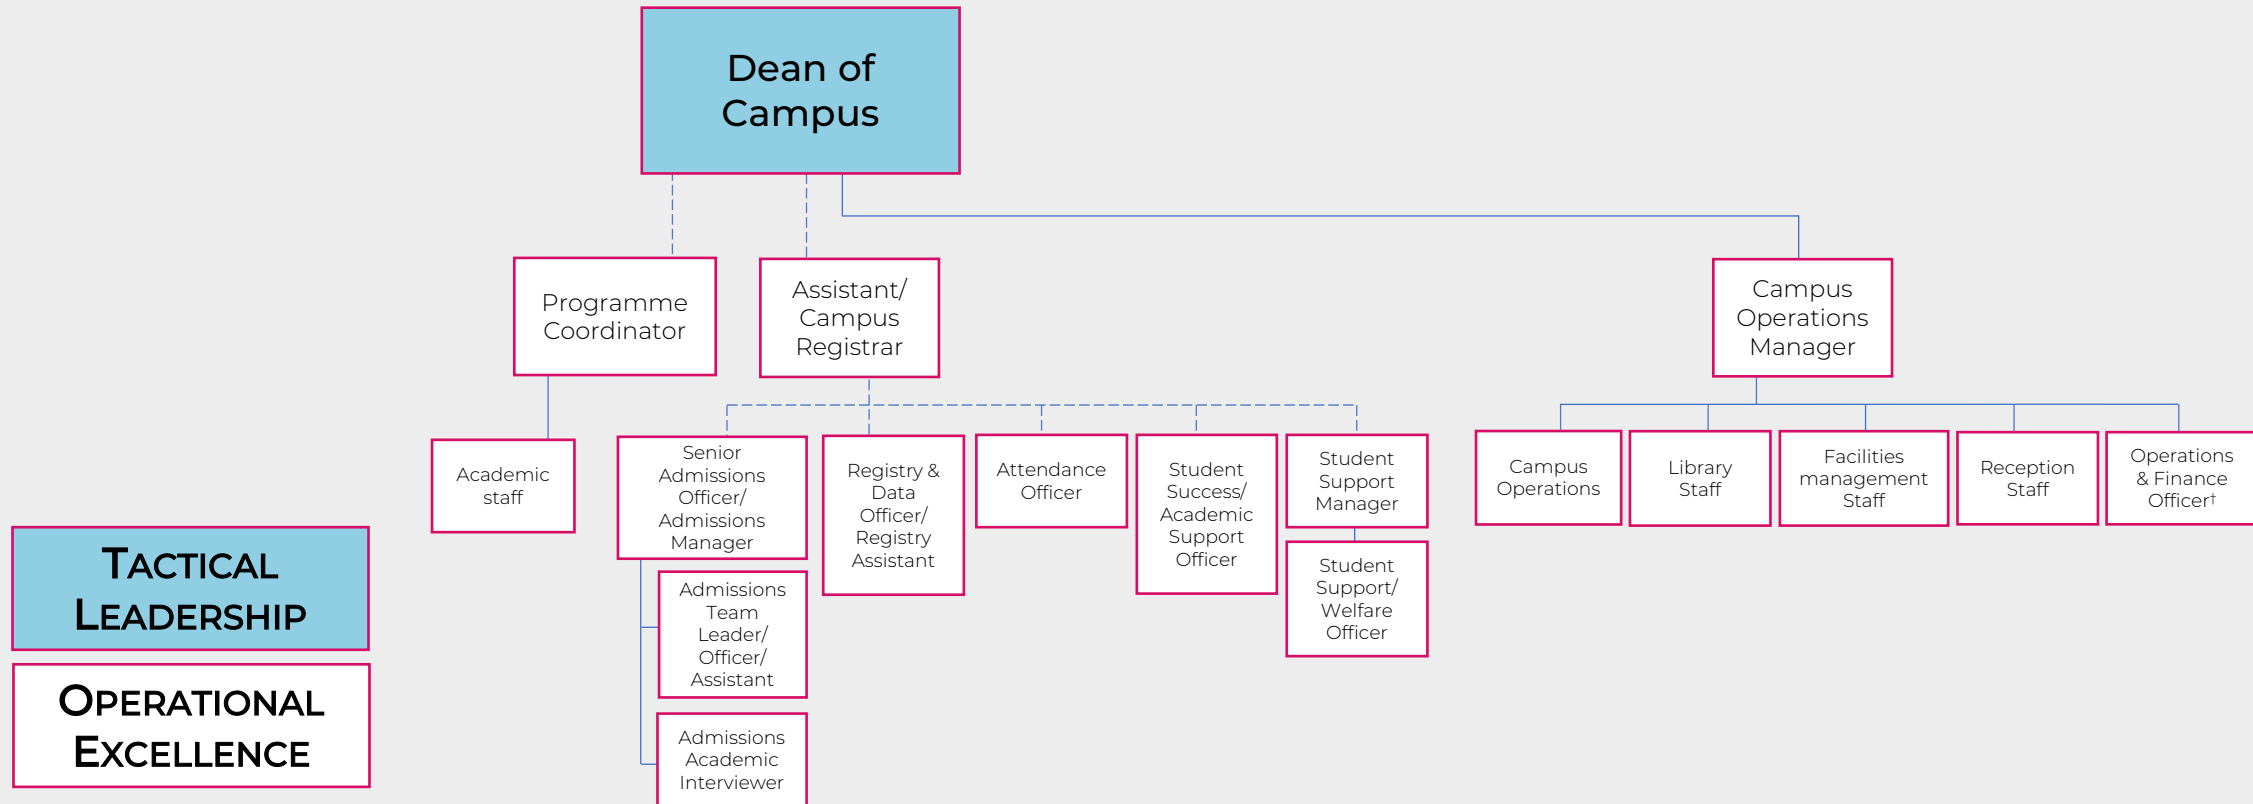 Dean of
Campus
Programme
Coordinator
Assistant/
Campus
Registrar
Campus
Operations
Manager
Academic
staff
Senior
Admissions
Officer/
Admissions
Manager
Registry &
Data
Officer/
Registry
Assistant
Attendance
Officer
Student
Success/
Academic
Support
Officer
Student
Support
Manager
Campus
Operations
Library
Staff
Facilities
management
Staff
Reception
Staff
Operations
& Finance
Officer†
Admissions
Team
Leader/
Officer/
Assistant
Student
Support/
Welfare
Officer
Admissions
Academic
Interviewer
TACTICAL
LEADERSHIP
OPERATIONAL
EXCELLENCE